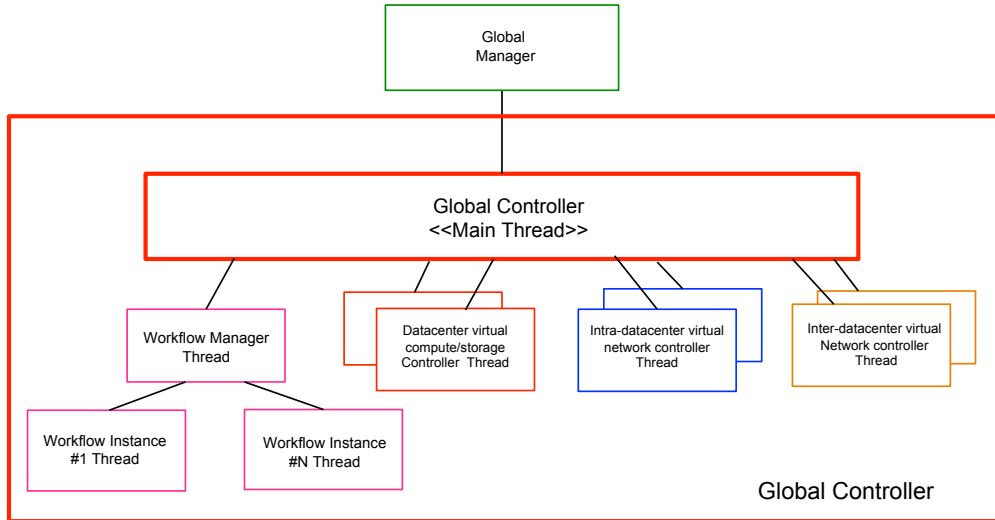 Global
Manager
Global Controller
<<Main Thread>>
Workflow Manager
Thread
Datacenter virtual
compute/storage
Controller Thread
Intra-datacenter virtual
network controller
Thread
Inter-datacenter virtual
Network controller
Thread
Workflow Instance
#1 Thread
Workflow Instance
#N Thread
Global Controller